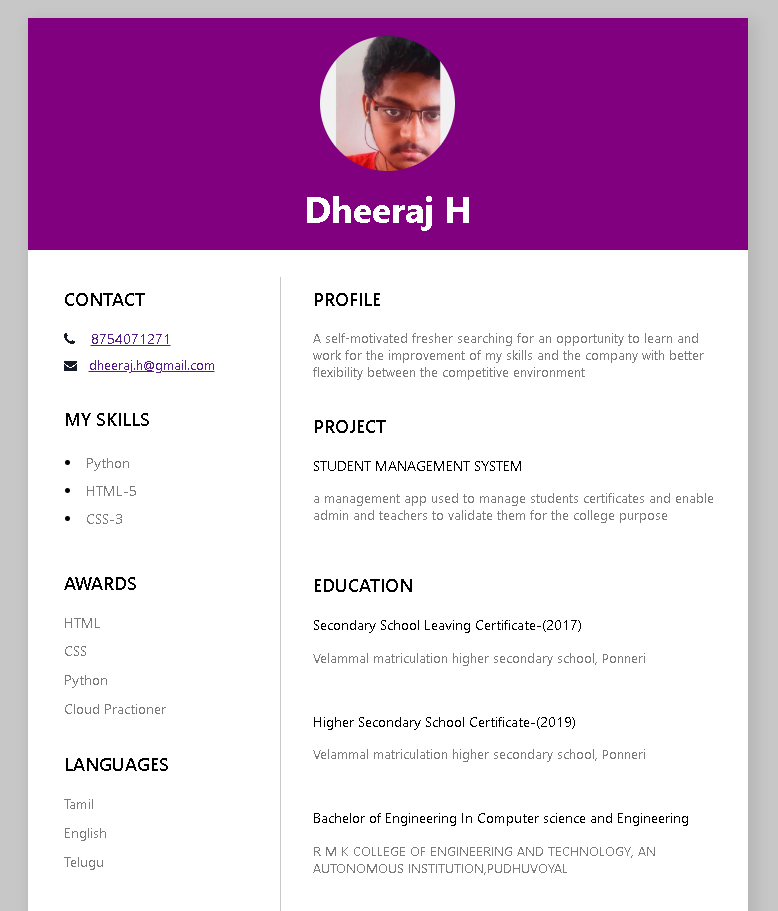 Dheeraj H
CONTACT
8754071271
dheeraj.h@gmail.com
MY SKILLS
Python
HTML-5
CSS-3
AWARDS
HTML
CSS
Python
Cloud Practioner
LANGUAGES
Tamil
English
Telugu
PROFILE
A self-motivated fresher searching for an opportunity to learn and
work for the improvement of my skills and the company with better
flexibility between the competitive environment
PROJECT
STUDENT MANAGEMENT SYSTEM
a management app used to manage students certificates and enable
admin and teachers to validate them for the college purpose
EDUCATION
Secondary School Leaving Certificate-(2017)
Velammal matriculation higher secondary school, Ponneri
Higher Secondary School Certificate-(2019)
Velammal matriculation higher secondary school, Ponneri
Bachelor of Engineering In Computer science and Engineering
R M K COLLEGE OF ENGINEERING AND TECHNOLOGY, AN
AUTONOMOUS INSTITUTION,PUDHUVOYAL